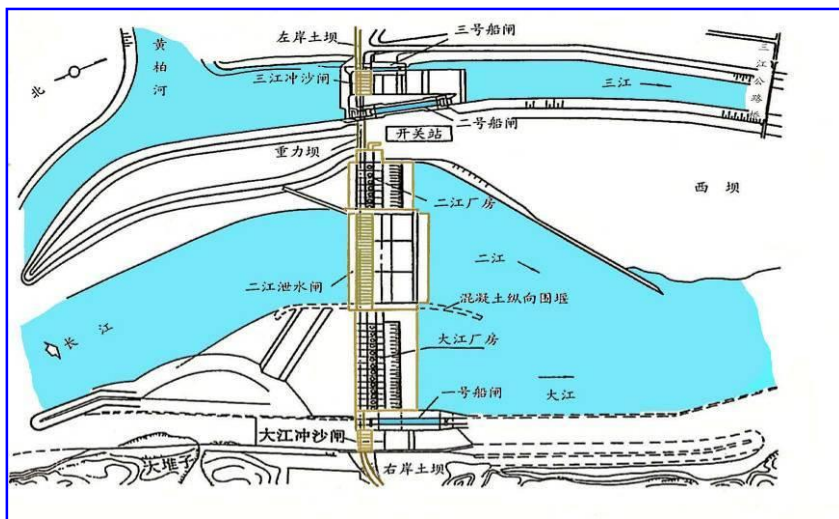 左岸土坝
三号船闸
黄柏河
三江冲沙闸
三江公路桥
北
三江
二号船闸
开关站
重力坝
西坝
二江厂房
二江
二江泄水闸
混凝土纵向围堰
长江
大江厂房
一号船闸
大江
大江冲沙闸
右岸土坝